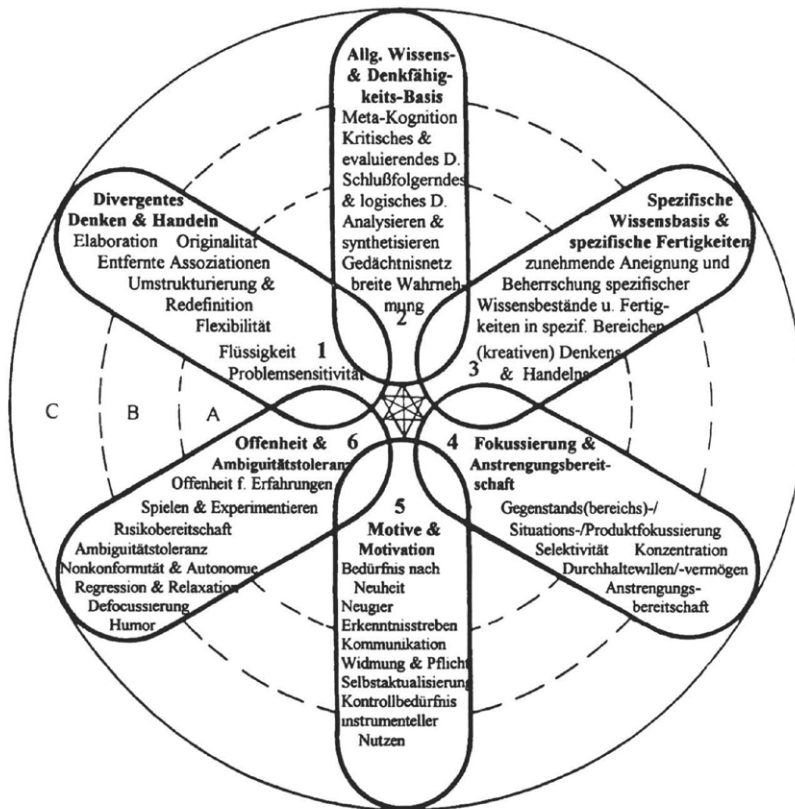 Allg. Wissens-
& Denkfähig-
keits-Basis
Meta-Kognition
Kritisches &
evaluierendes D.
Schlußfolgerndes
& logisches D.
Analysieren &
synthetisieren
Gedächtnisnetz
breite Wahrneh-
mung
2
Divergentes
Denken & Handeln
Elaboration Originalität
Entfernte Assoziationen
Umstrukturierung &
Redefinition
Flexibilität
Flüssigkeit 1
Problemsensitivität
Spezifische
Wissensbasis &
spezifische Fertigkeiten
zunehmende Aneignung und
Beherrschung spezifischer
Wissensbestände u. Fertig-
keiten in spezif. Bereichen
(kreativen) Denkens
3 & Handelns
C B A
Offenheit & 6
Ambiguitätstoleranz
Offenheit f. Erfahrungen
Spielen & Experimentieren
Risikobereitschaft
Ambiguitätstoleranz
Nonkonformität & Autonomie
Regression & Relaxation
Defocussierung
Humor
5
Motive &
Motivation
Bedürfnis nach
Neuheit
Neugier
Erkenntnisstreben
Kommunikation
Widmung & Pflicht
Selbstaktualisierung
Kontrollbedürfnis
instrumenteller
Nutzen
4 Fokussierung &
Anstrengungsbereit-
schaft
Gegenstands(bereichs)-/
Situations-/Produktfokussierung
Selektivität Konzentration
Durchhaltewillen/-vermögen
Anstrengungs-
bereitschaft